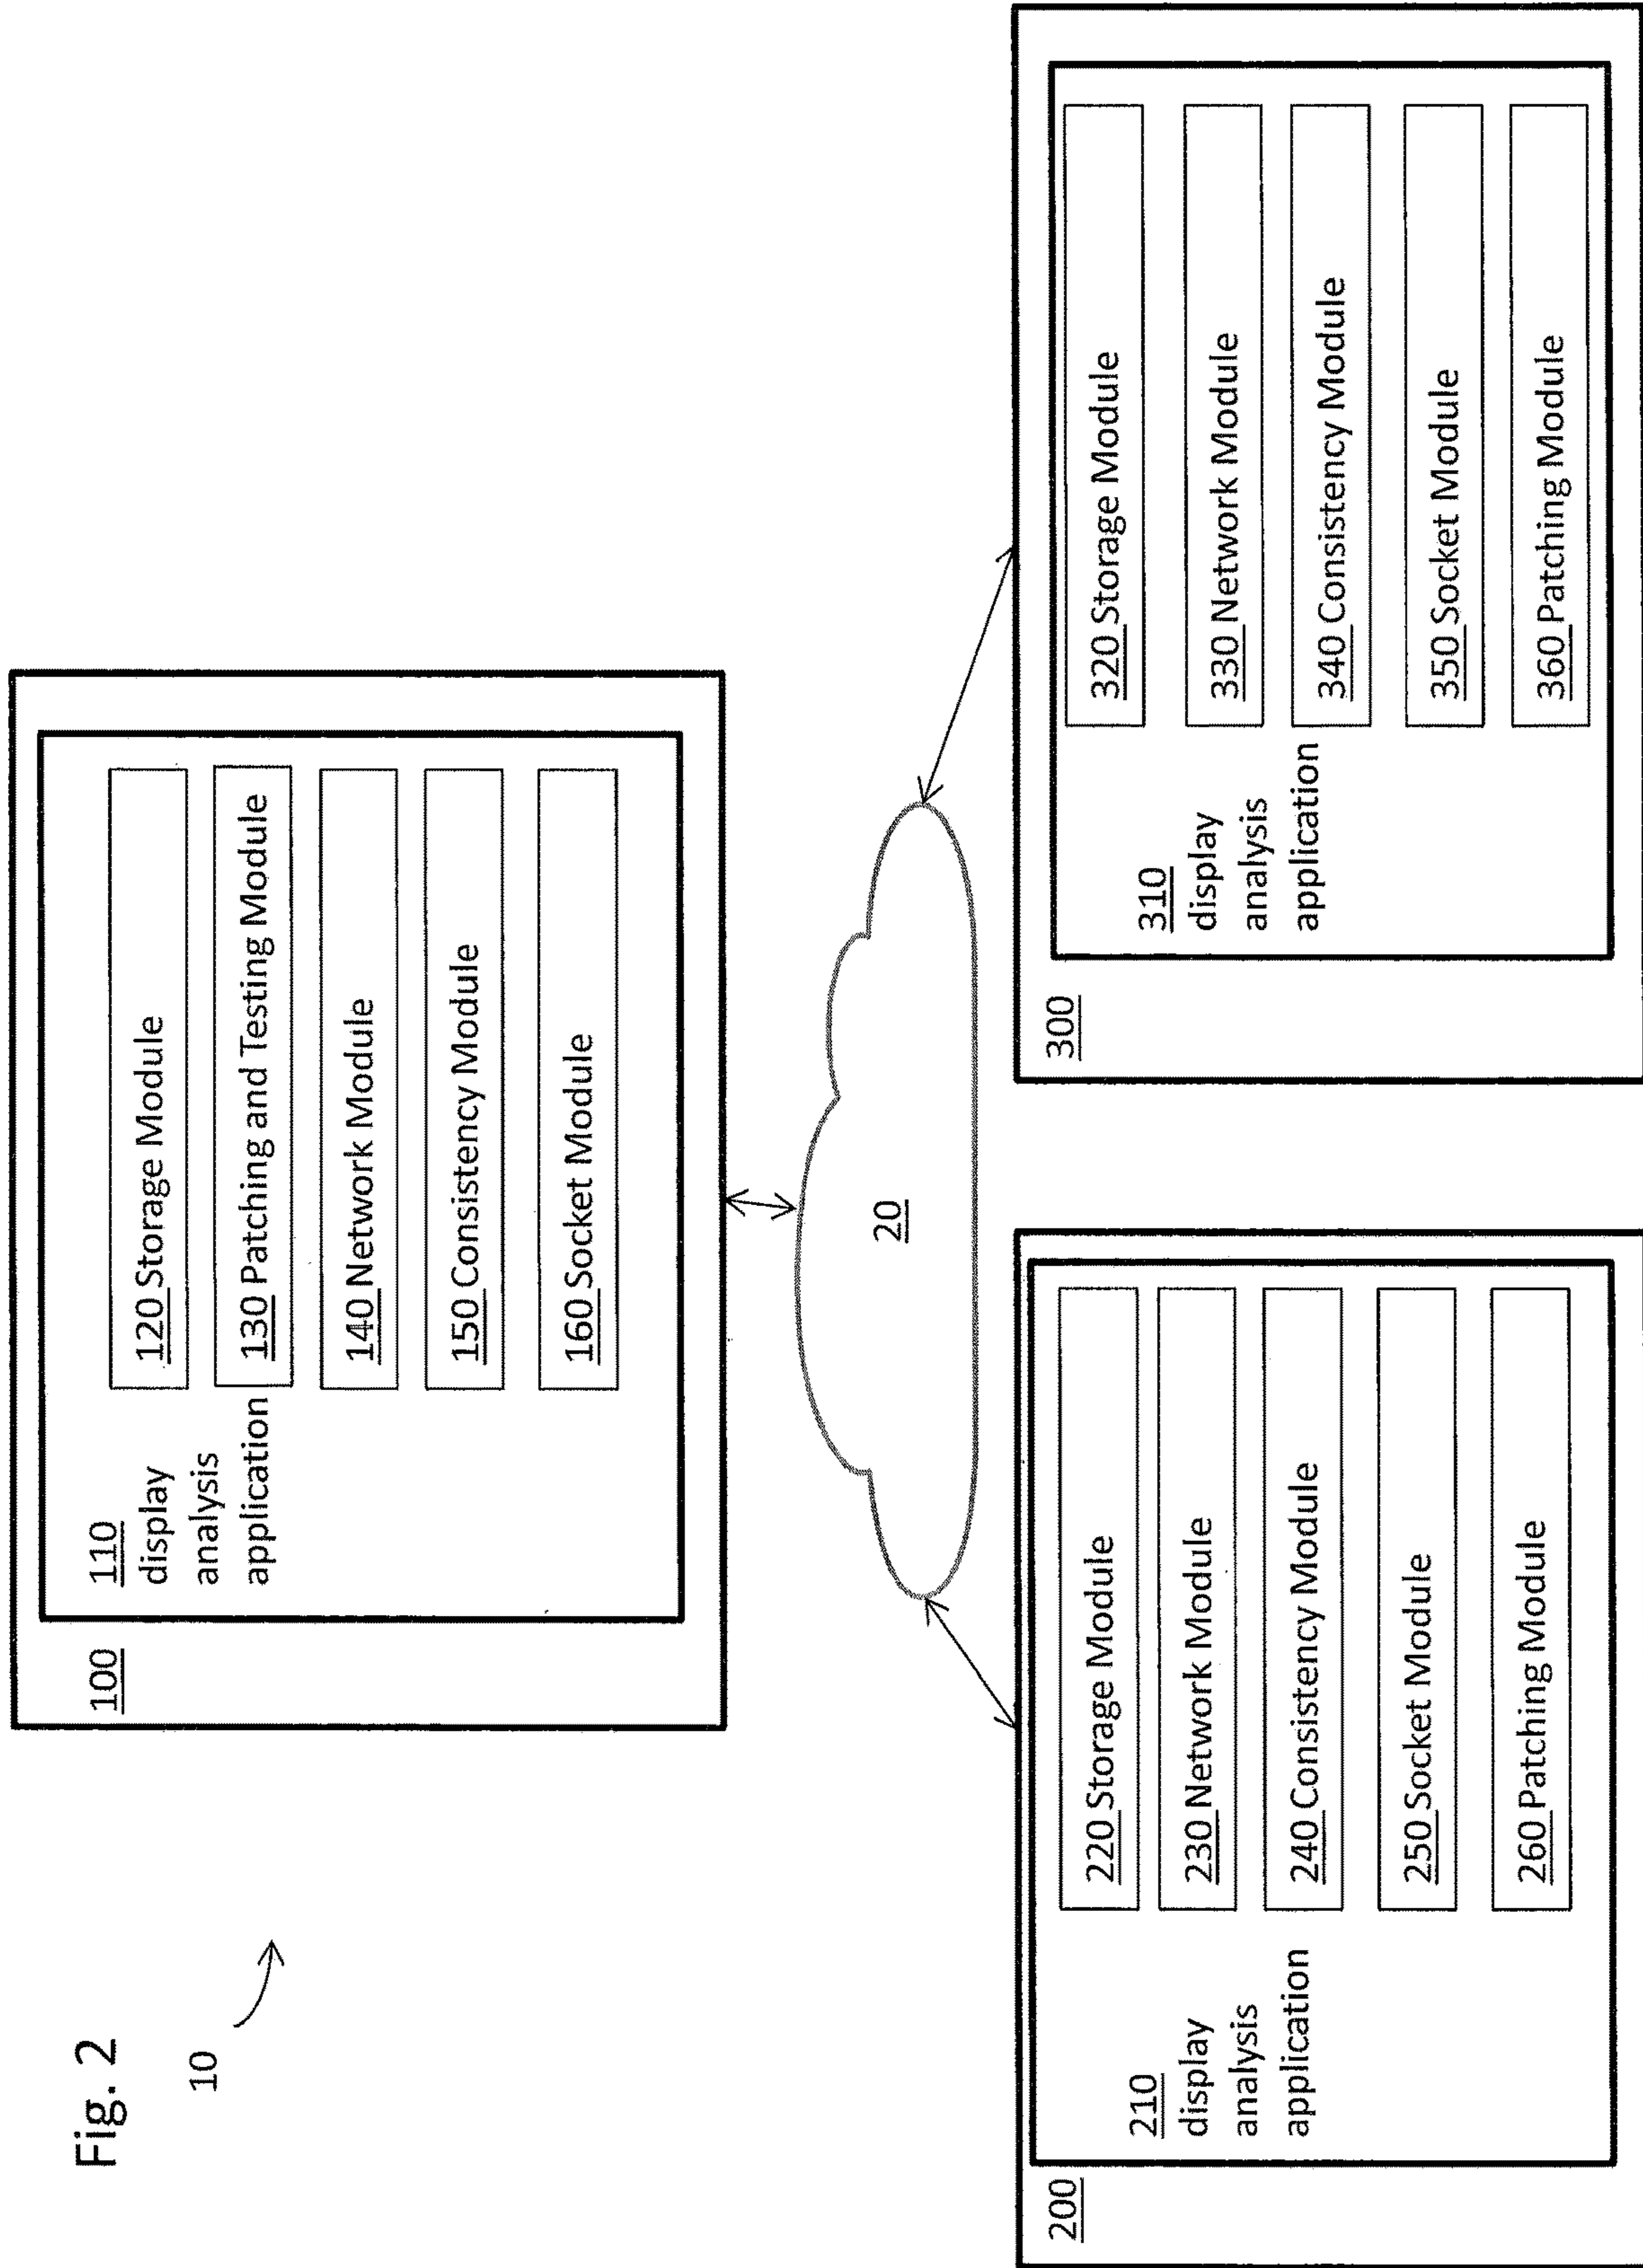 Fig. 2
10
100
110
display
analysis
application
120 Storage Module
130 Patching and Testing Module
140 Network Module
150 Consistency Module
160 Socket Module
20
200
210
display
analysis
application
220 Storage Module
230 Network Module
240 Consistency Module
250 Socket Module
260 Patching Module
300
310
display
analysis
application
320 Storage Module
330 Network Module
340 Consistency Module
350 Socket Module
360 Patching Module